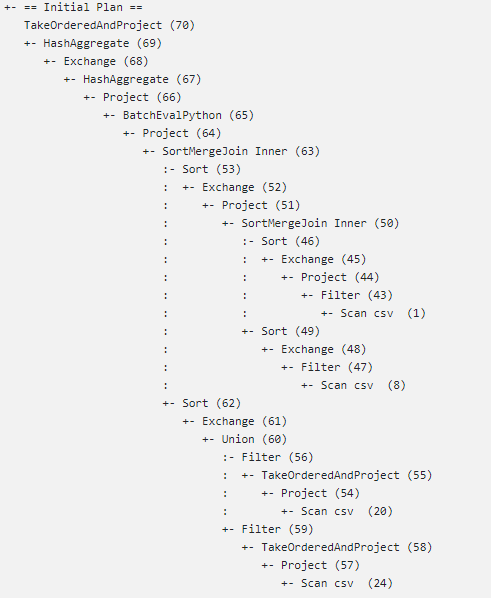 +- == Initial Plan ==
   TakeOrderedAndProject (70)
   +- HashAggregate (69)
      +- Exchange (68)
         +- HashAggregate (67)
            +- Project (66)
               +- BatchEvalPython (65)
                  +- Project (64)
                     +- SortMergeJoin Inner (63)
                        :- Sort (53)
                        :  +- Exchange (52)
                        :     +- Project (51)
                        :        +- SortMergeJoin Inner (50)
                        :           :- Sort (46)
                        :           :  +- Exchange (45)
                        :           :     +- Project (44)
                        :           :        +- Filter (43)
                        :           :           +- Scan csv  (1)
                        :           +- Sort (49)
                        :              +- Exchange (48)
                        :                 +- Filter (47)
                        :                    +- Scan csv  (8)
                        +- Sort (62)
                           +- Exchange (61)
                              +- Union (60)
                                 :- Filter (56)
                                 :  +- TakeOrderedAndProject (55)
                                 :     +- Project (54)
                                 :        +- Scan csv  (20)
                                 +- Filter (59)
                                    +- TakeOrderedAndProject (58)
                                       +- Project (57)
                                          +- Scan csv  (24)